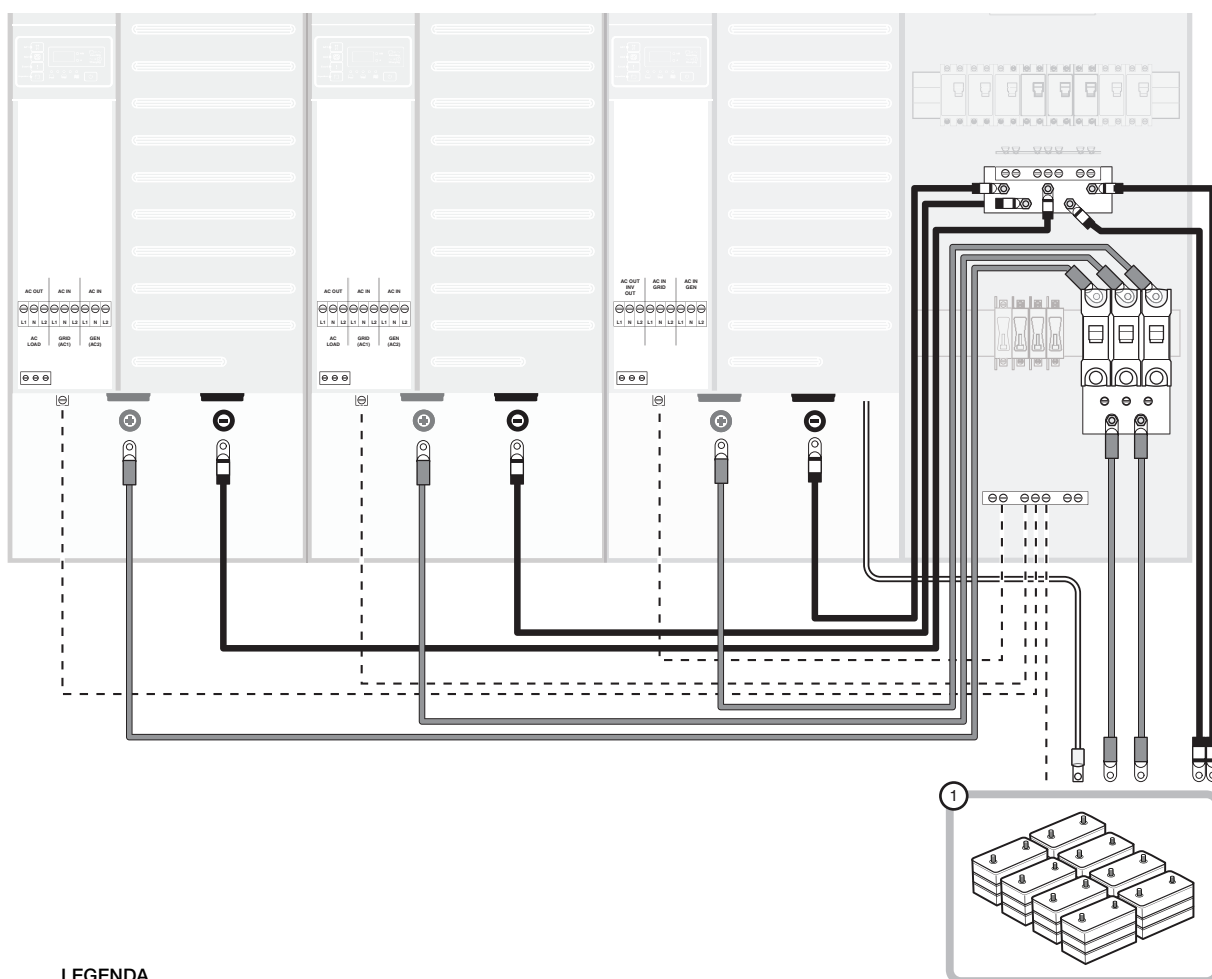 AC OUT AC IN AC IN
L1 N L2 L1 N L2 L1 N L2
AC LOAD
GRID (AC1)
GEN (AC2)
AC OUT AC IN AC IN
L1 N L2 L1 N L2 L1 N L2
AC LOAD
GRID (AC1)
GEN (AC2)
AC OUT INV OUT
AC IN GRID
AC IN GEN
L1 N L2 L1 N L2 L1 N L2
1
LEGENDA